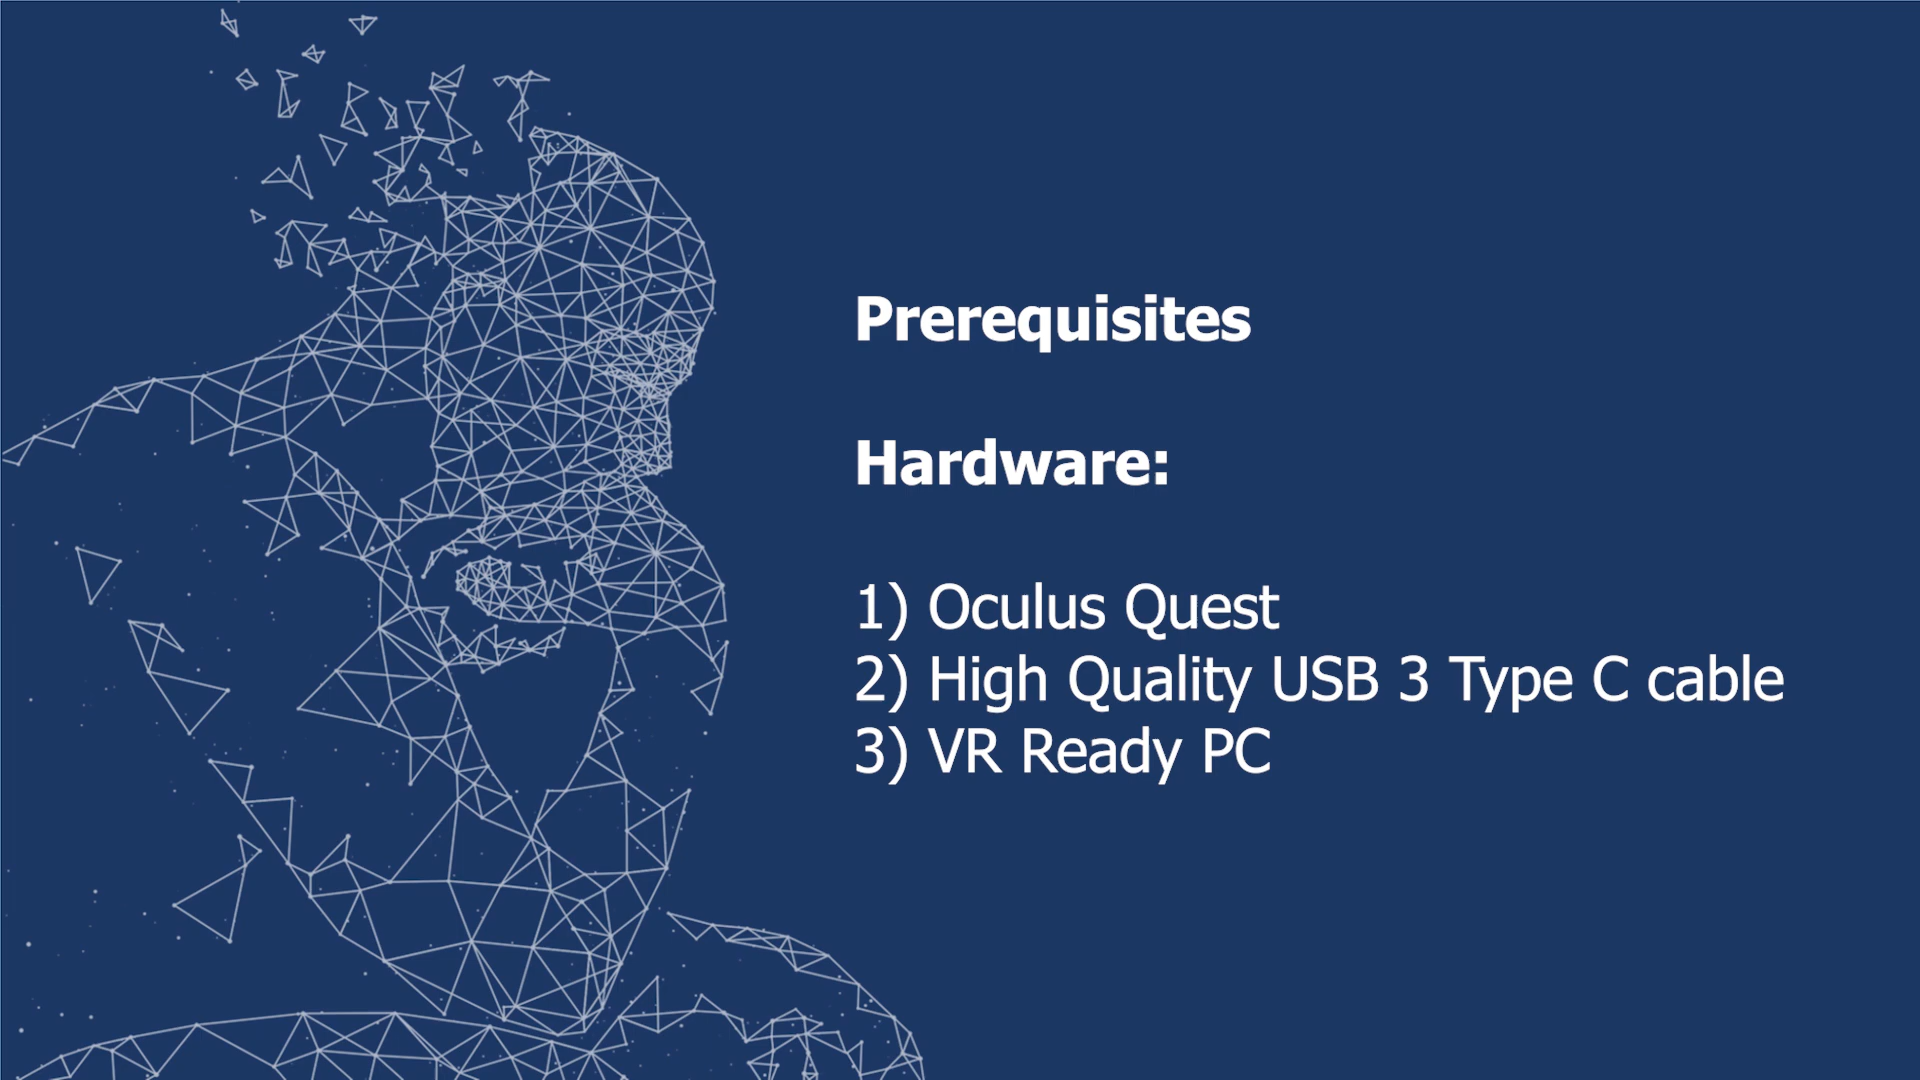 Prerequisites
Hardware:
1) Oculus Quest
2) High Quality USB 3 Type C cable
3) VR Ready PC